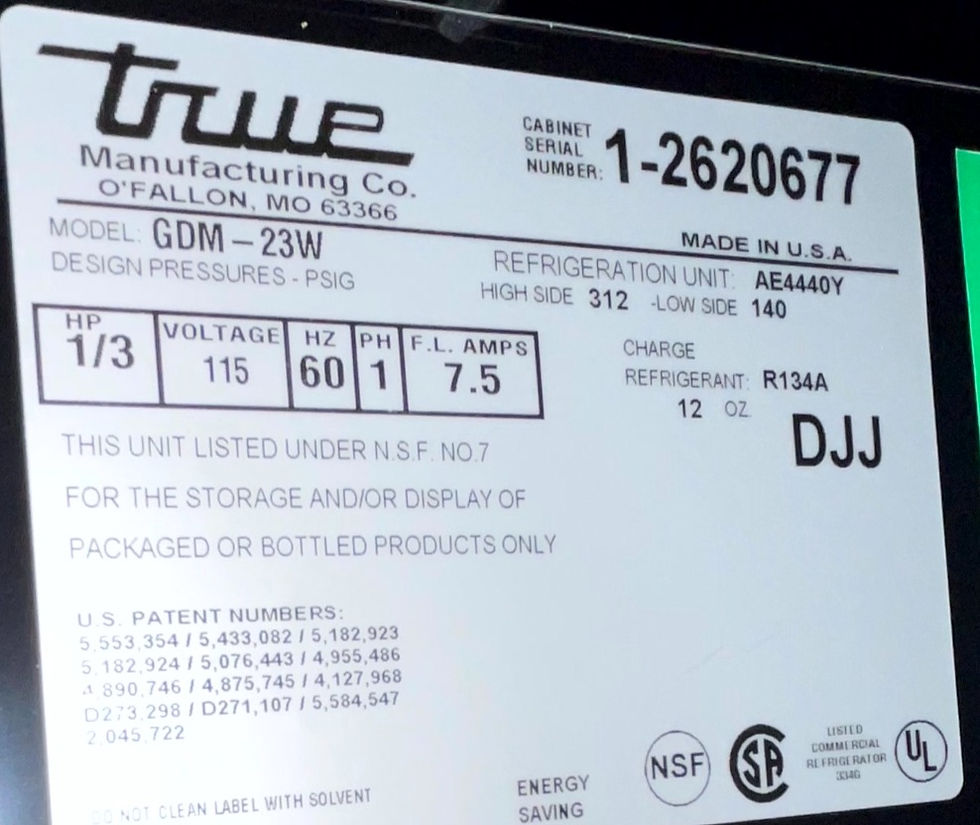 true
Manufacturing Co.
O'FALLON, MO 63366
CABINET
SERIAL
NUMBER: 1-2620677
MADE IN U.S.A.
MODEL: GDM – 23W
DESIGN PRESSURES - PSIG
REFRIGERATION UNIT: AE4440Y
HIGH SIDE 312 -LOW SIDE 140
HP VOLTAGE HZ PH F.L. AMPS
1/3 115 60 1 7.5
CHARGE
REFRIGERANT: R134A
12 OZ
DJJ
THIS UNIT LISTED UNDER N.S.F. NO.7
FOR THE STORAGE AND/OR DISPLAY OF
PACKAGED OR BOTTLED PRODUCTS ONLY
U.S. PATENT NUMBERS:
5,553,354 / 5,433,082 / 5,182,923
5,182,924 / 5,076,443 / 4,955,486
4,890,746 / 4,875,745 / 4,127,968
D273,298 / D271,107 / 5,584,547
2,045,722
DO NOT CLEAN LABEL WITH SOLVENT
ENERGY
SAVING
NSF
SA
LISTED
COMMERCIAL
REFRIGERATOR
334G
UL